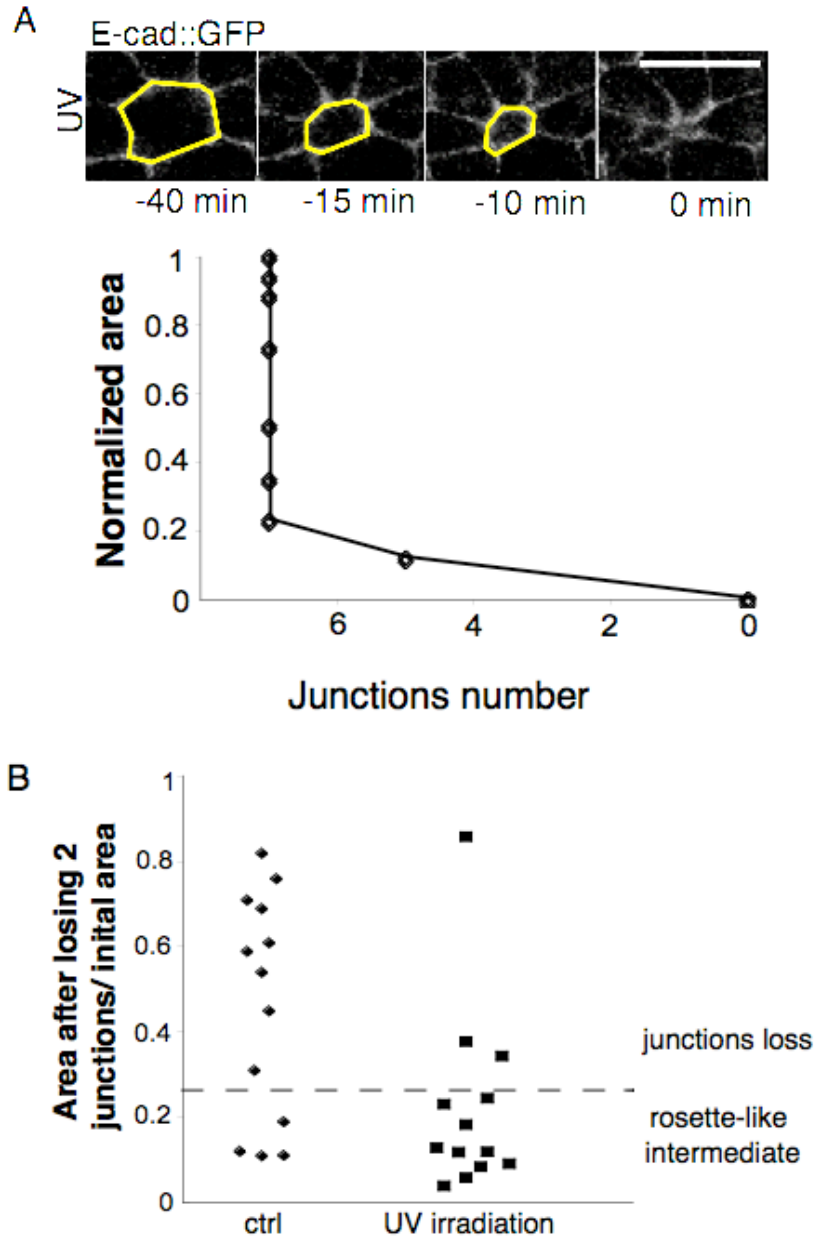 A
E-cad::GFP
UV
-40 min
-15 min
-10 min
0 min
Normalized area
1
0.8
0.6
0.4
0.2
0
6
4
2
0
Junctions number
B
Area after losing 2
junctions/ inital area
1
0.8
0.6
0.4
0.2
0
junctions loss
rosette-like
intermediate
ctrl
UV irradiation